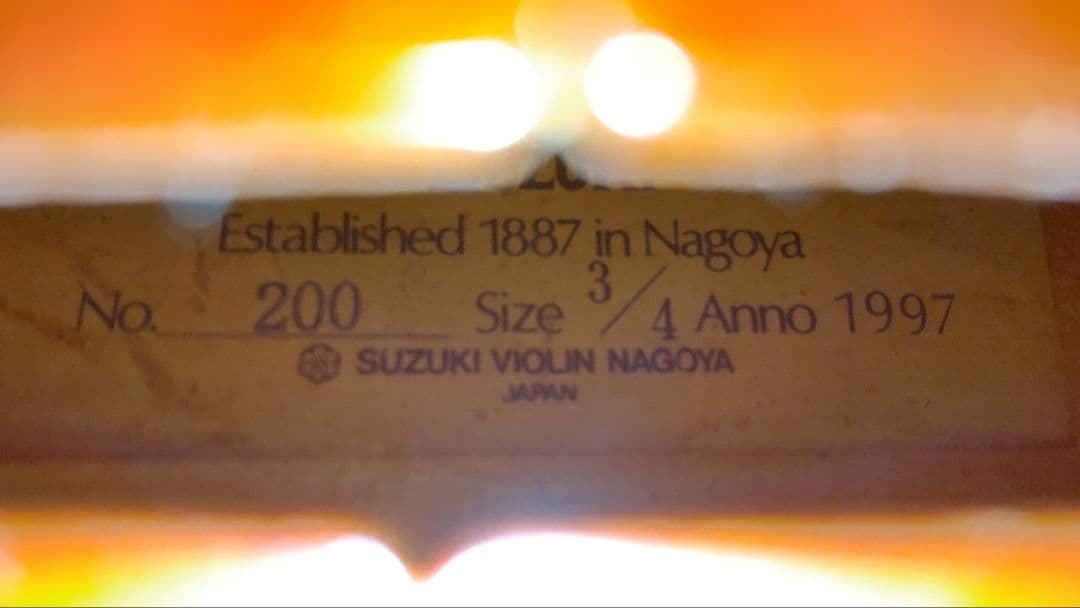 Established 1887 in Nagoya
No. 200 Size 3/4 Anno 1997
SUZUKI VIOLIN NAGOYA
JAPAN